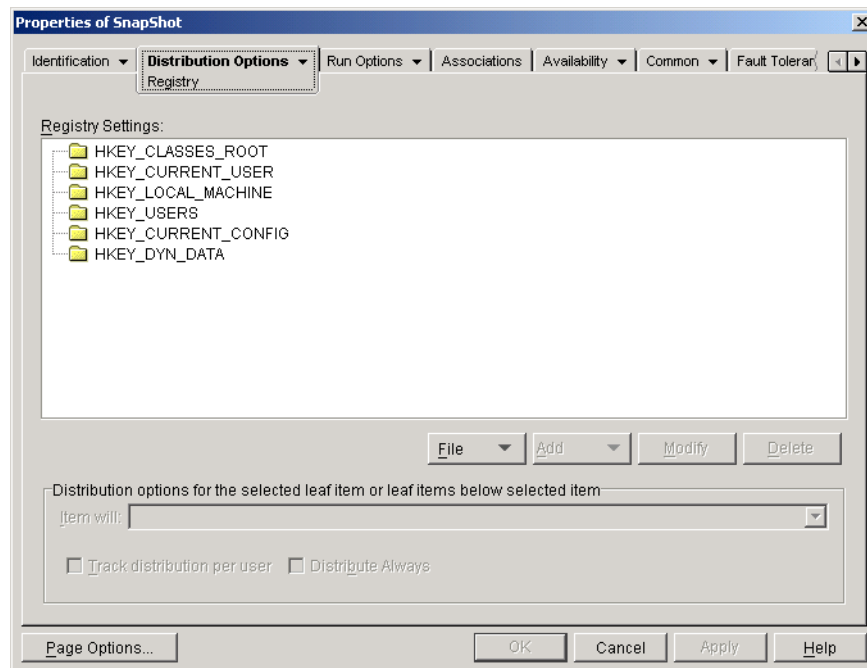 Properties of SnapShot
Identification
Distribution Options
Run Options
Associations
Availability
Common
Fault Toleran
Registry
Registry Settings:
HKEY_CLASSES_ROOT
HKEY_CURRENT_USER
HKEY_LOCAL_MACHINE
HKEY_USERS
HKEY_CURRENT_CONFIG
HKEY_DYN_DATA
File
Add
Modify
Delete
Distribution options for the selected leaf item or leaf items below selected item
Item will:
Track distribution per user
Distribute Always
Page Options...
OK
Cancel
Apply
Help